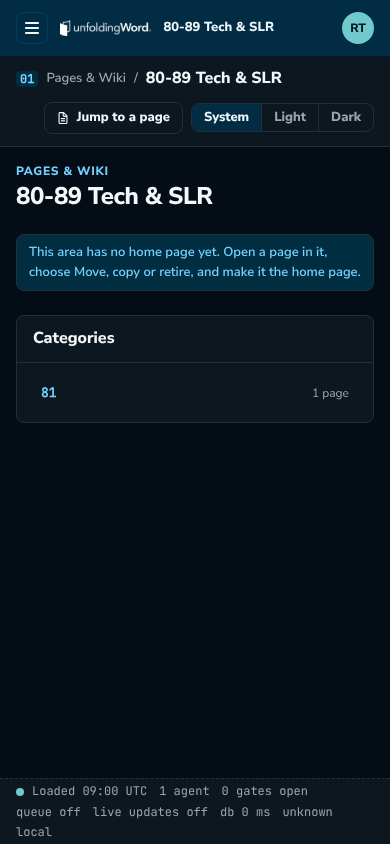 unfoldingWord. 80-89 Tech & SLR RT
01 Pages & Wiki / 80-89 Tech & SLR
Jump to a page System Light Dark
PAGES & WIKI
80-89 Tech & SLR
This area has no home page yet. Open a page in it,
choose Move, copy or retire, and make it the home page.
Categories
81 1 page
Loaded 09:00 UTC 1 agent 0 gates open
queue off live updates off db 0 ms unknown
local